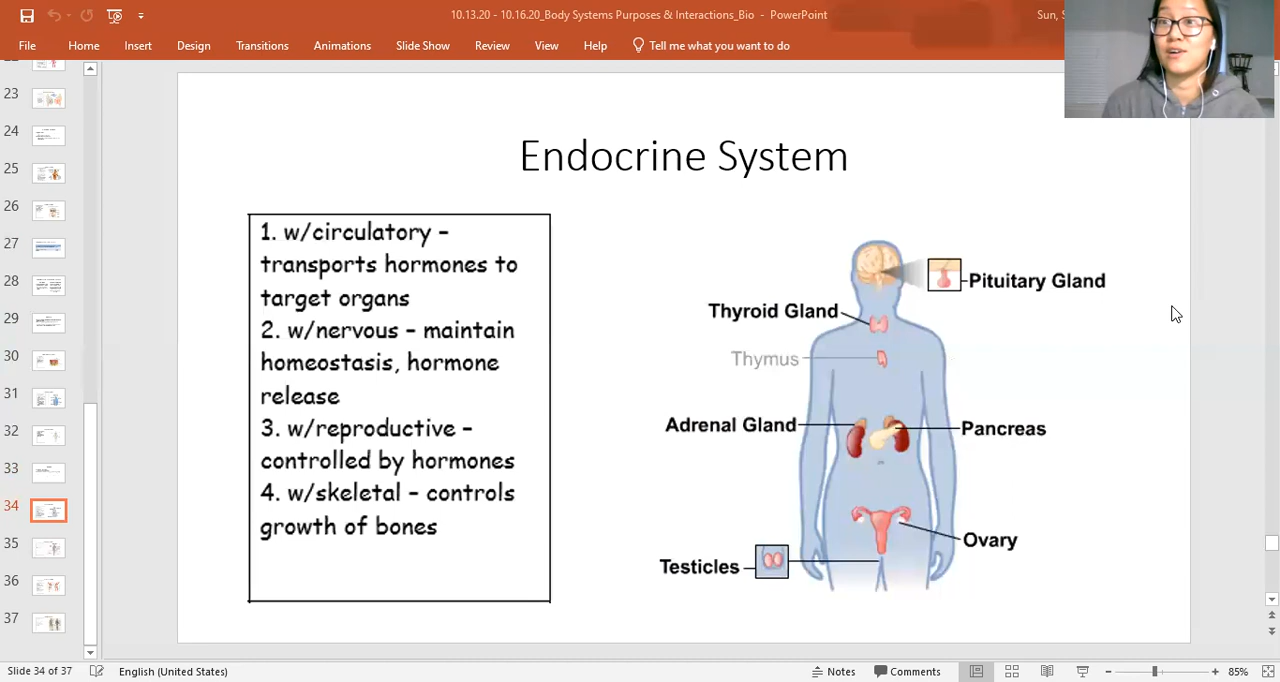 10.13.20 - 10.16.20_Body Systems Purposes & Interactions_Bio - PowerPoint
Sun,
File Home Insert Design Transitions Animations Slide Show Review View Help Tell me what you want to do
23
24
25
26
27
28
29
30
31
32
33
34
35
36
37
Endocrine System
1. w/circulatory –
transports hormones to
target organs
2. w/nervous – maintain
homeostasis, hormone
release
3. w/reproductive –
controlled by hormones
4. w/skeletal – controls
growth of bones
Pituitary Gland
Thyroid Gland
Thymus
Adrenal Gland
Pancreas
Ovary
Testicles
Slide 34 of 37 English (United States) Notes Comments 85%